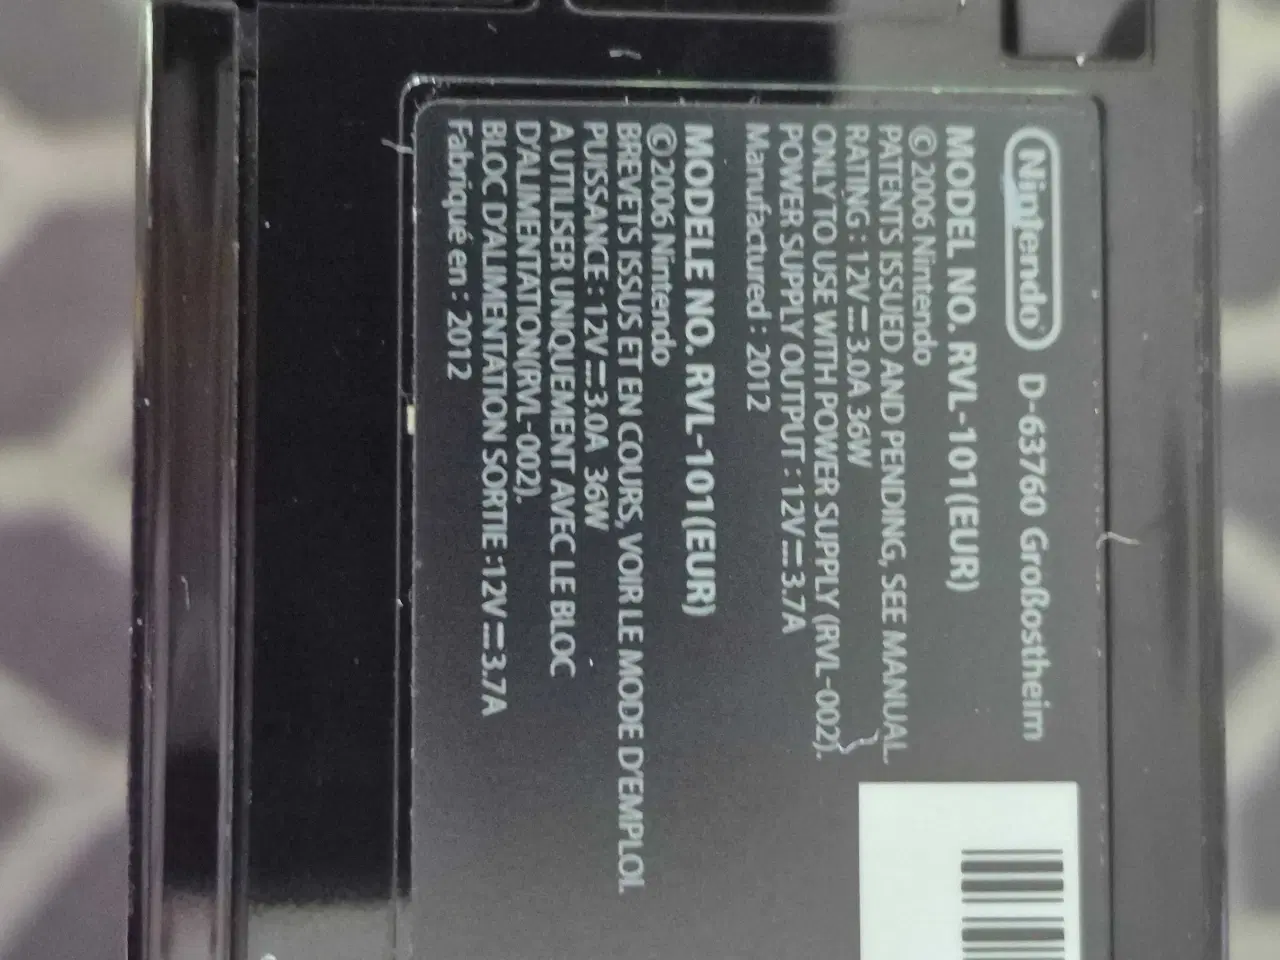 Nintendo® D-63760 Großostheim
MODEL NO. RVL-101(EUR)
©2006 Nintendo
PATENTS ISSUED AND PENDING, SEE MANUAL.
RATING : 12V⎓3.0A 36W
ONLY TO USE WITH POWER SUPPLY (RVL-002).
POWER SUPPLY OUTPUT : 12V⎓3.7A
Manufactured : 2012
MODELE NO. RVL-101(EUR)
©2006 Nintendo
BREVETS ISSUS ET EN COURS, VOIR LE MODE D'EMPLOI.
PUISSANCE : 12V⎓3.0A 36W
A UTILISER UNIQUEMENT AVEC LE BLOC
D'ALIMENTATION(RVL-002).
BLOC D'ALIMENTATION SORTIE :12V⎓3.7A
Fabriqué en : 2012